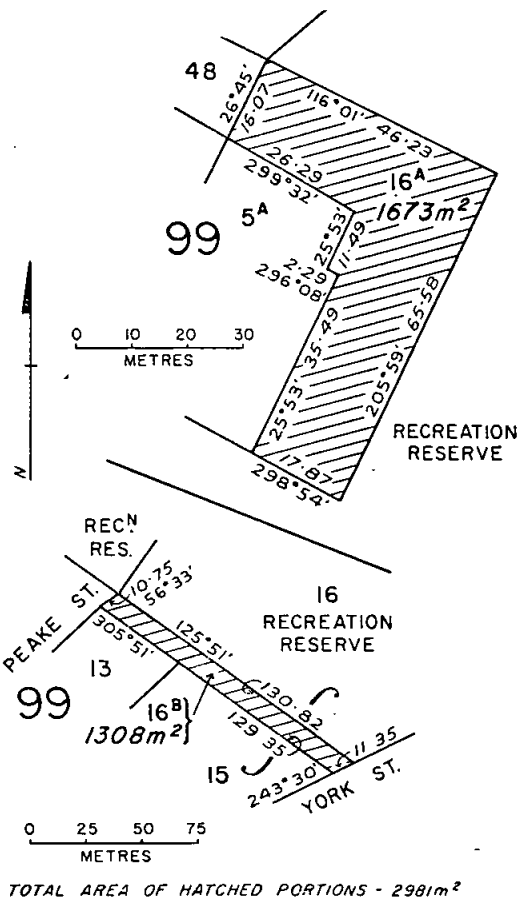 48
26°45'
16·07
116°01'
46·23
26·29
299°32'
16A
1673m²
5A
99
25°53'
11·49
2·29
296°08'
35·49
25°53'
65·58
205°59'
0 10 20 30
METRES
N
17·87
298°54'
RECREATION
RESERVE
RECN
RES.
10·75
56°33'
PEAKE ST.
305°51'
125°51'
16
RECREATION
RESERVE
13
99
16B
1308m²
130·82
129 35
15
11 35
243°30'
YORK ST.
0 25 50 75
METRES
TOTAL AREA OF HATCHED PORTIONS - 2981m²